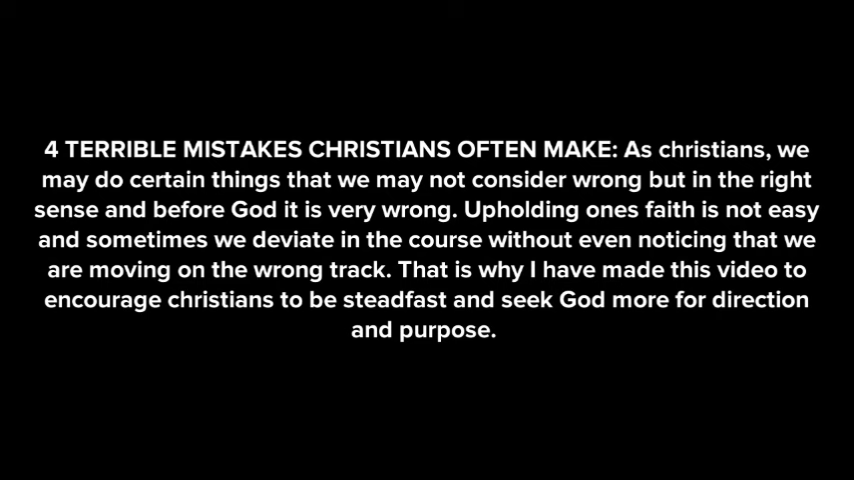 4 TERRIBLE MISTAKES CHRISTIANS OFTEN MAKE: As christians, we
may do certain things that we may not consider wrong but in the right
sense and before God it is very wrong. Upholding ones faith is not easy
and sometimes we deviate in the course without even noticing that we
are moving on the wrong track. That is why I have made this video to
encourage christians to be steadfast and seek God more for direction
and purpose.